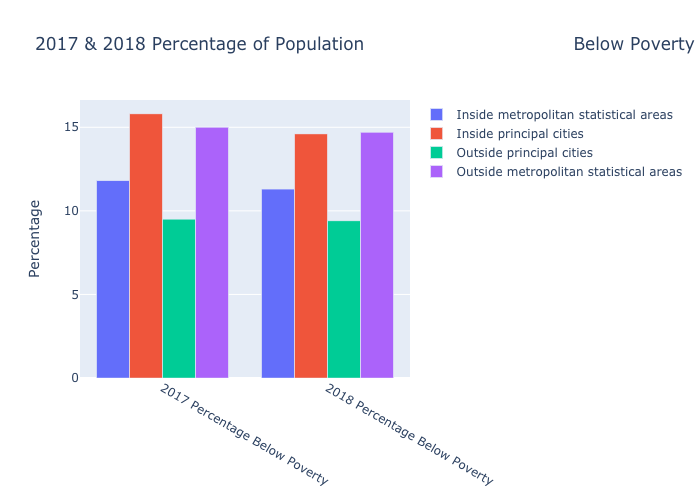 2017 & 2018 Percentage of Population Below Poverty
Inside metropolitan statistical areas
Inside principal cities
Outside principal cities
Outside metropolitan statistical areas
Percentage
15
10
5
0
2017 Percentage Below Poverty
2018 Percentage Below Poverty